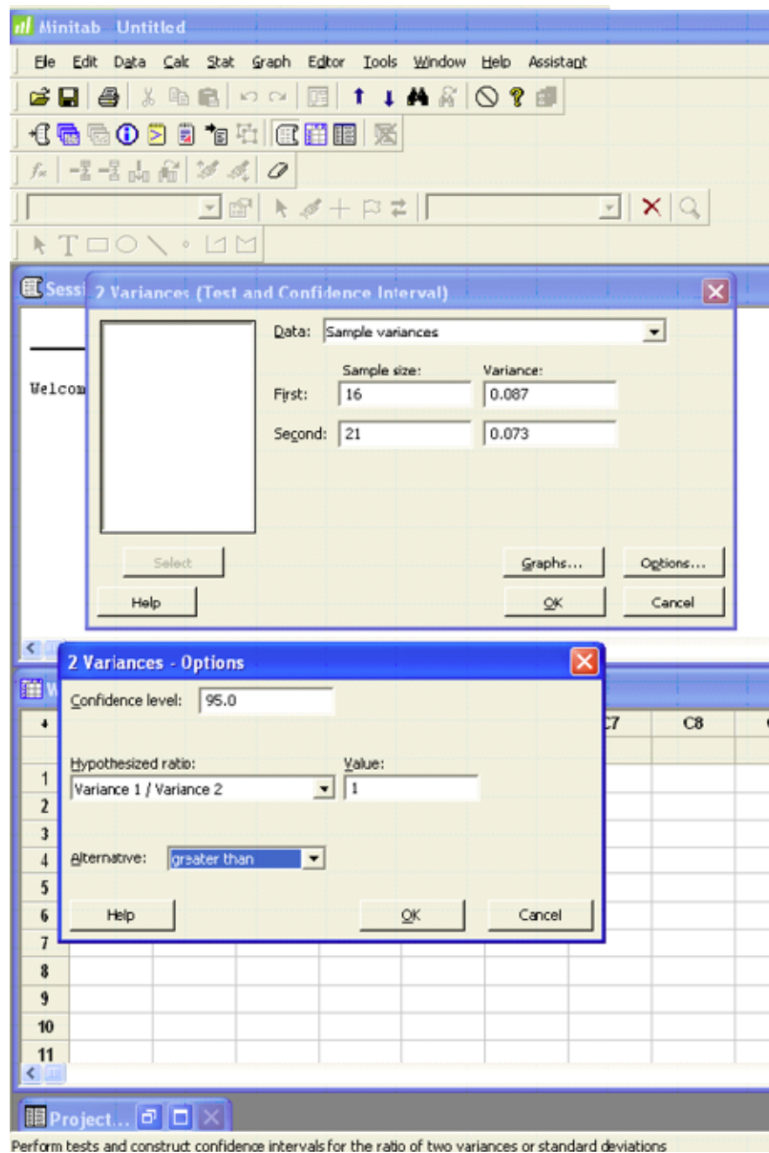 Minitab Untitled
File Edit Data Calc Stat Graph Editor Tools Window Help Assistant
Sessi
2 Variances (Test and Confidence Interval)
Welcom
Data: Sample variances
Sample size: Variance:
First: 16 0.087
Second: 21 0.073
Select Graphs... Options...
Help OK Cancel
2 Variances - Options
W
Confidence level: 95.0
C7 C8
Hypothesized ratio: Value:
Variance 1 / Variance 2 1
Alternative: greater than
Help OK Cancel
1
2
3
4
5
6
7
8
9
10
11
Project...
Perform tests and construct confidence intervals for the ratio of two variances or standard deviations